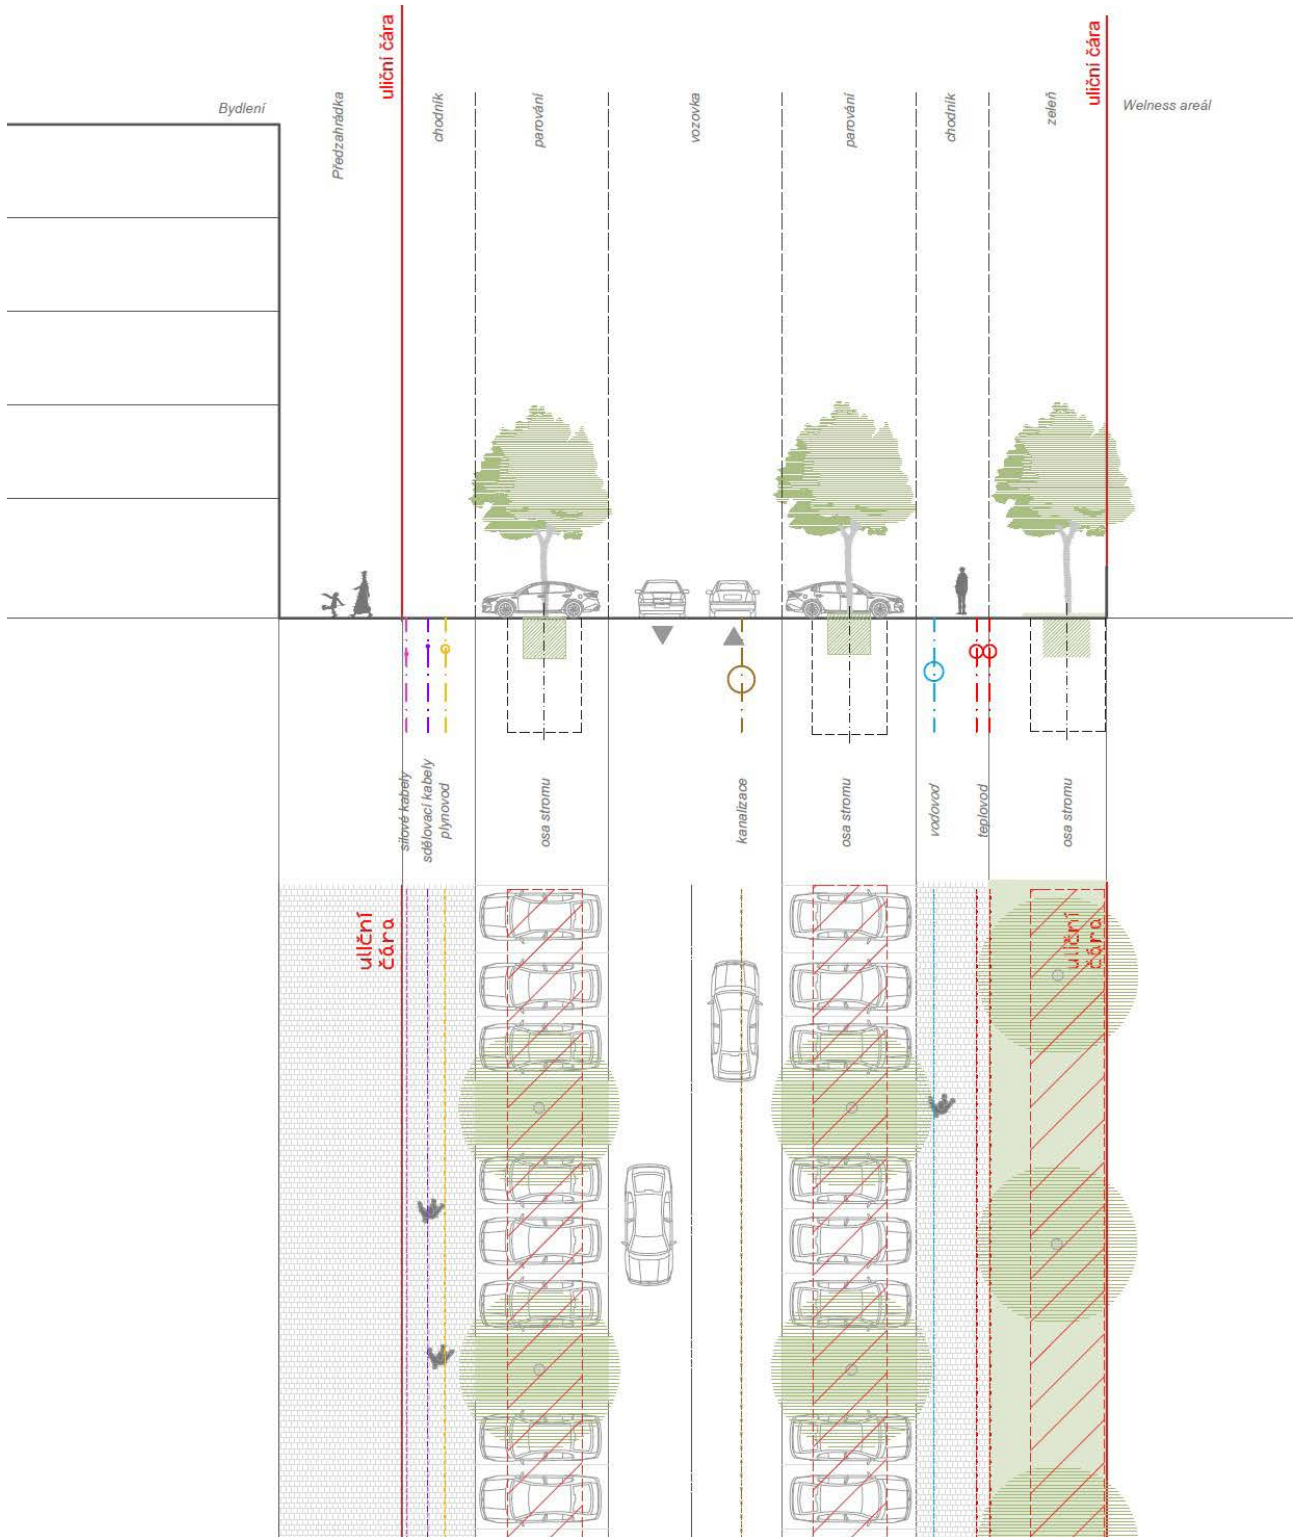 Bydlení
Předzahrádka
uliční čára
chodník
parování
vozovka
parování
chodník
zeleň
uliční čára
Welness areál
silové kabely
sdělovací kabely
plynovod
osa stromu
kanalizace
osa stromu
vodovod
teplovod
osa stromu
uliční
čára
uliční
čára